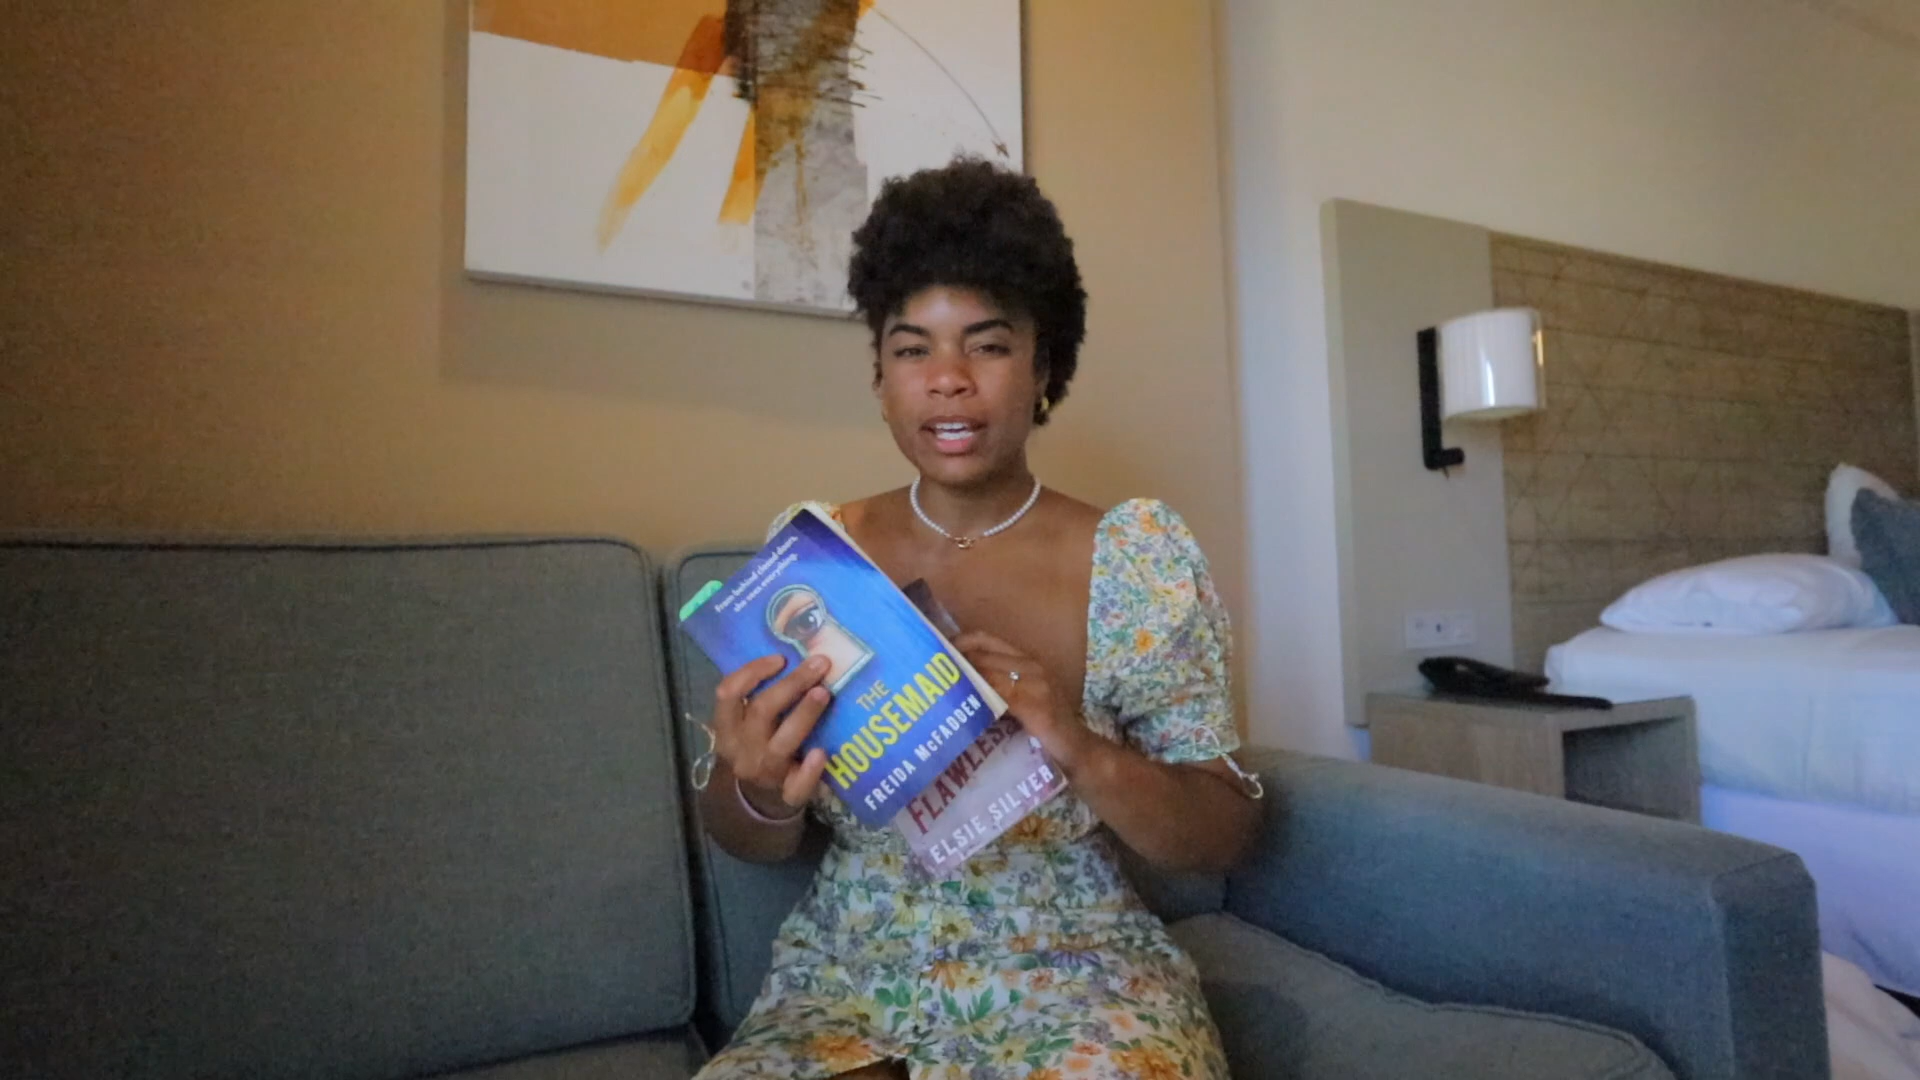 From behind closed doors,
she sees everything.
THE
HOUSEMAID
FREIDA McFADDEN
FLAWLESS
ELSIE SILVER